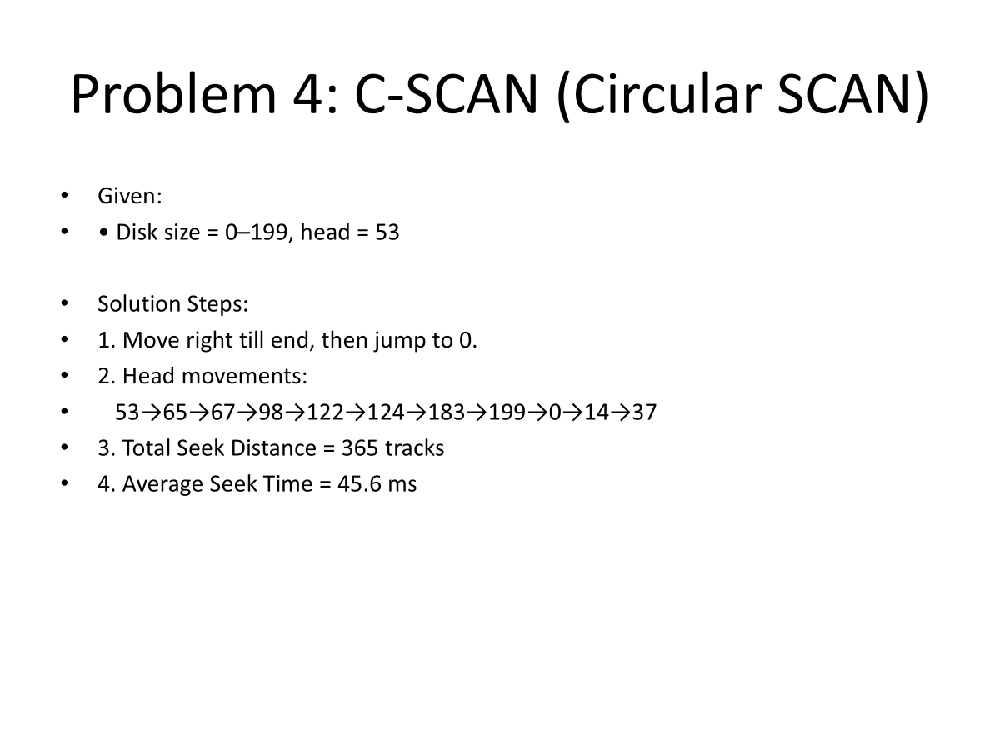 Problem 4: C-SCAN (Circular SCAN)
• Given:
• • Disk size = 0–199, head = 53
• Solution Steps:
• 1. Move right till end, then jump to 0.
• 2. Head movements:
• 53→65→67→98→122→124→183→199→0→14→37
• 3. Total Seek Distance = 365 tracks
• 4. Average Seek Time = 45.6 ms